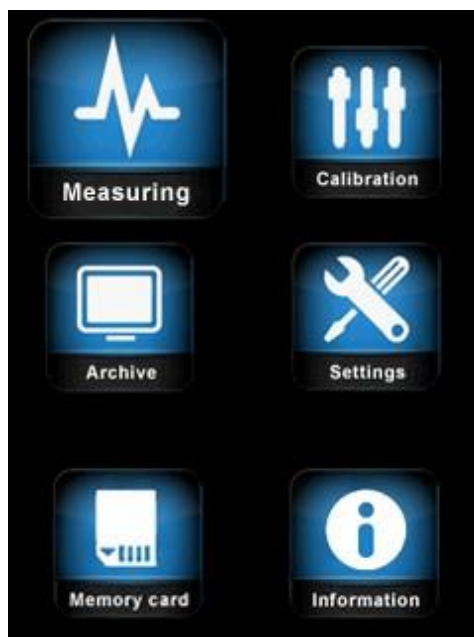 Measuring
Calibration
Archive
Settings
Memory card
Information